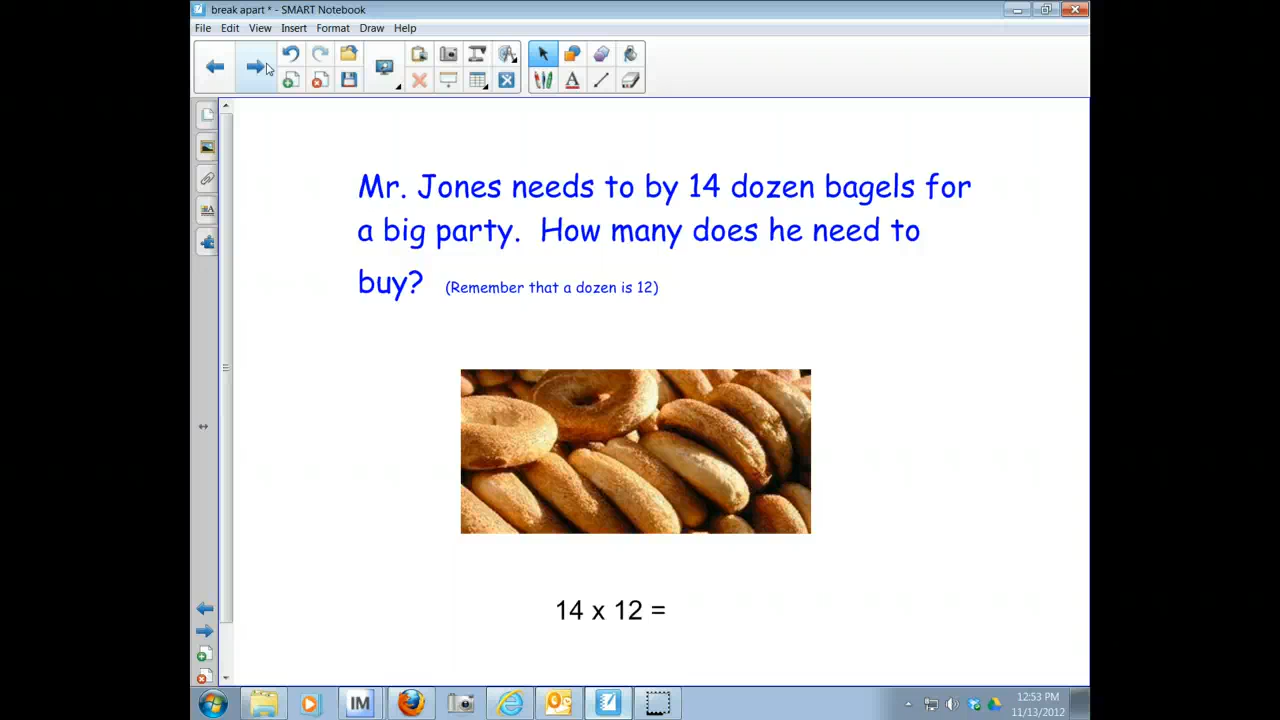 break apart * - SMART Notebook
File Edit View Insert Format Draw Help
Mr. Jones needs to by 14 dozen bagels for
a big party. How many does he need to
buy? (Remember that a dozen is 12)
14 x 12 =
IM
12:53 PM
11/13/2012